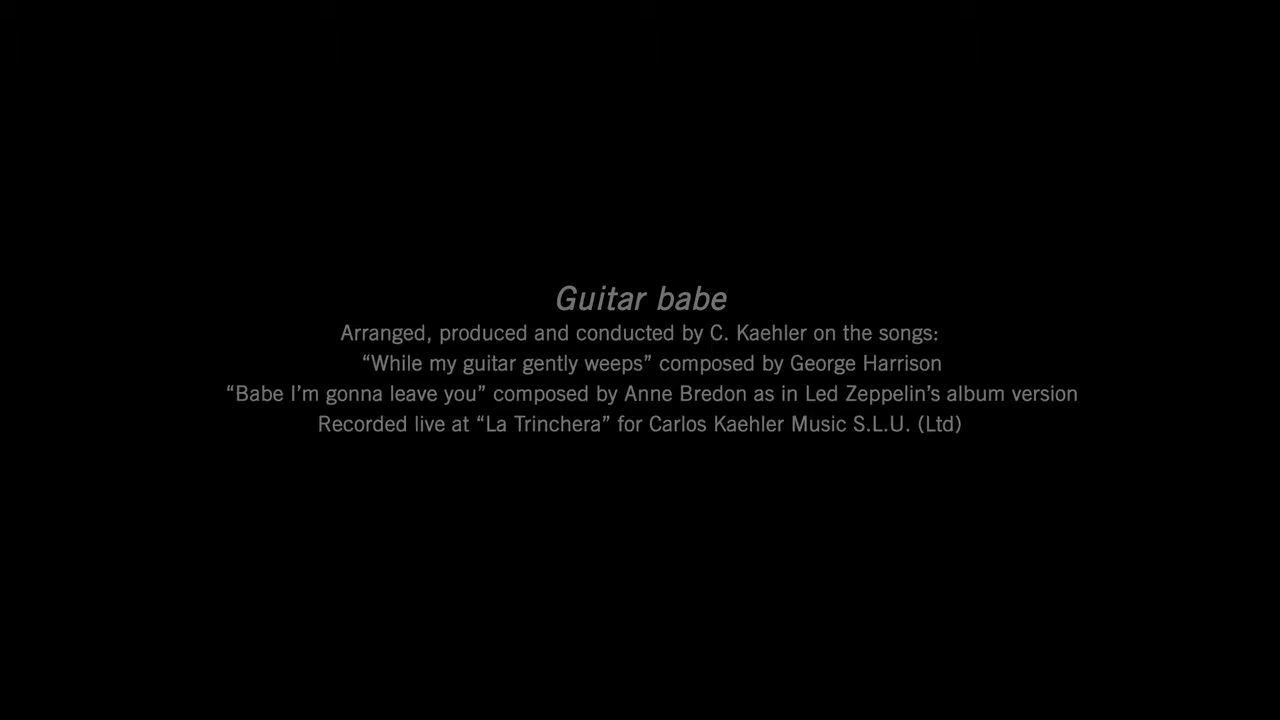 Guitar babe
Arranged, produced and conducted by C. Kaehler on the songs:
“While my guitar gently weeps” composed by George Harrison
“Babe I’m gonna leave you” composed by Anne Bredon as in Led Zeppelin’s album version
Recorded live at “La Trinchera” for Carlos Kaehler Music S.L.U. (Ltd)